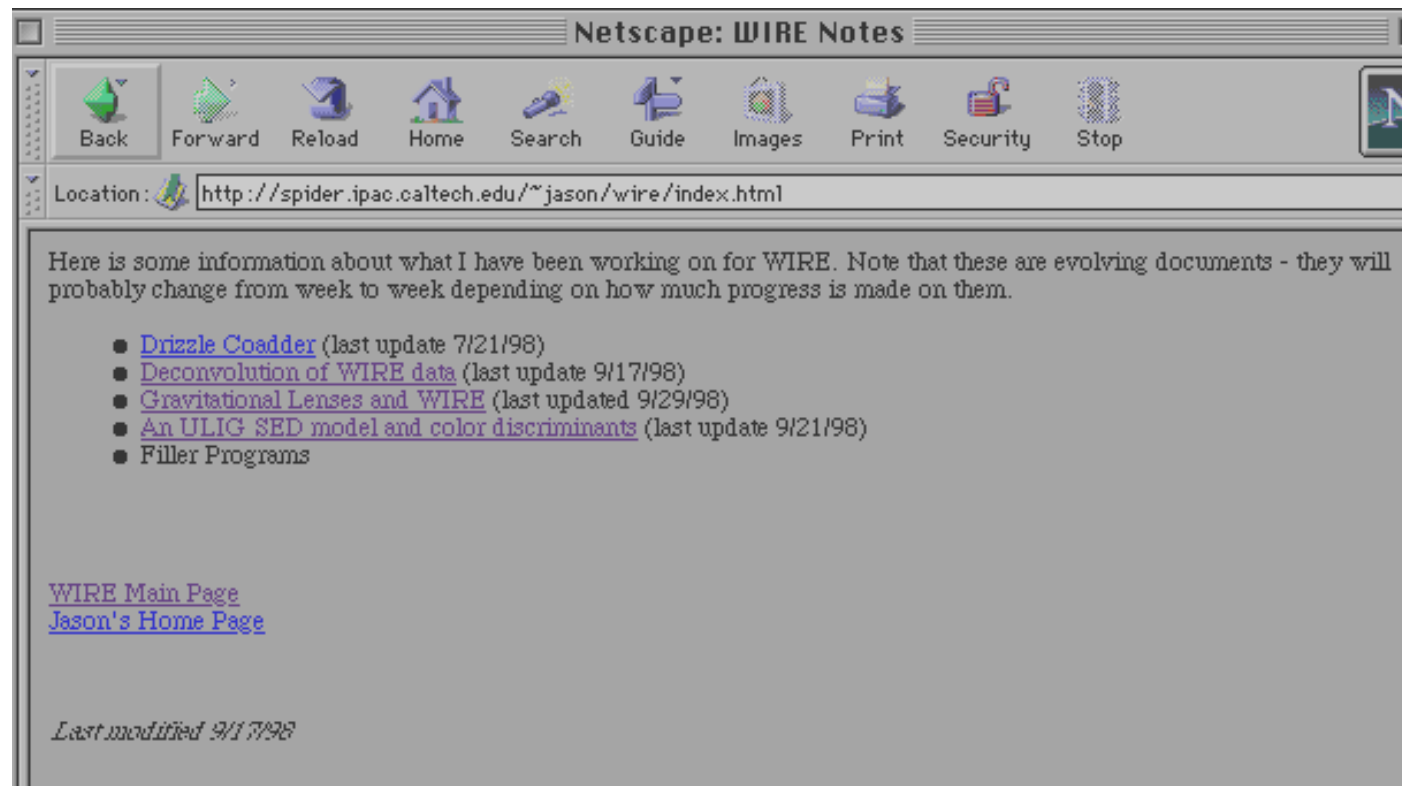 Netscape: WIRE Notes
Back Forward Reload Home Search Guide Images Print Security Stop
N
Location: http://spider.ipac.caltech.edu/~jason/wire/index.html
Here is some information about what I have been working on for WIRE. Note that these are evolving documents - they will
probably change from week to week depending on how much progress is made on them.
Drizzle Coadder (last update 7/21/98)
Deconvolution of WIRE data (last update 9/17/98)
Gravitational Lenses and WIRE (last updated 9/29/98)
An ULIG SED model and color discriminants (last update 9/21/98)
Filler Programs
WIRE Main Page
Jason's Home Page
Last modified 9/17/98